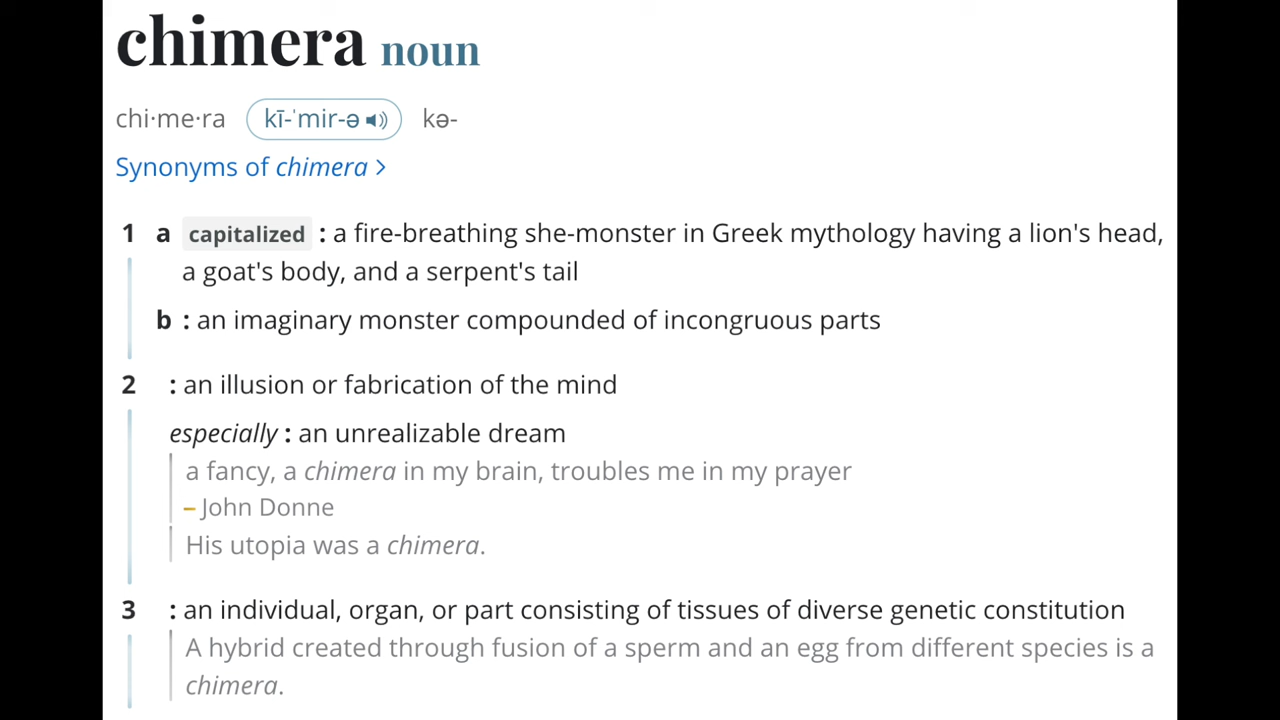 chimera noun
chi·me·ra kī-ˈmir-ə kə-
Synonyms of chimera
1 a capitalized : a fire-breathing she-monster in Greek mythology having a lion's head,
a goat's body, and a serpent's tail
b : an imaginary monster compounded of incongruous parts
2 : an illusion or fabrication of the mind
especially : an unrealizable dream
a fancy, a chimera in my brain, troubles me in my prayer
– John Donne
His utopia was a chimera.
3 : an individual, organ, or part consisting of tissues of diverse genetic constitution
A hybrid created through fusion of a sperm and an egg from different species is a
chimera.